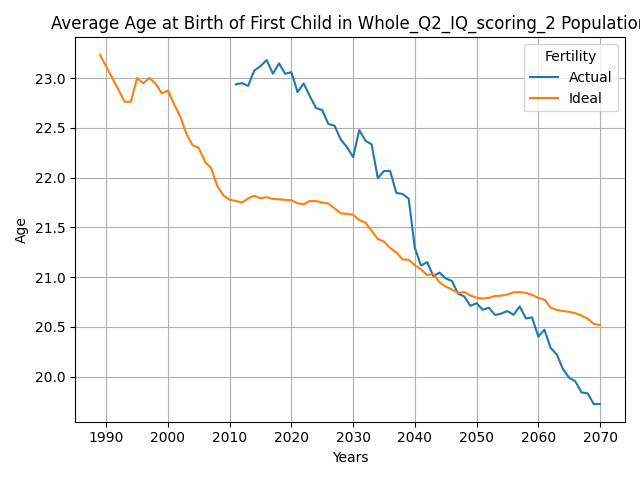 Average Age at Birth of First Child in Whole_Q2_IQ_scoring_2 Population
Fertility
Actual
Ideal
23.0
22.5
22.0
21.5
21.0
20.5
20.0
Age
1990 2000 2010 2020 2030 2040 2050 2060 2070
Years